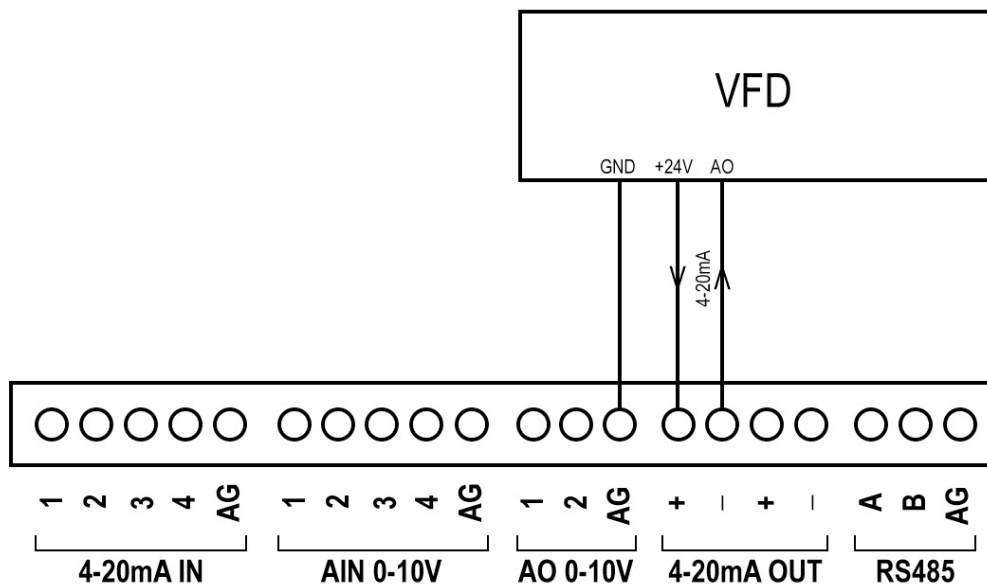 VFD
GND +24V AO
4-20mA
1 2 3 4 AG 1 2 3 4 AG 1 2 AG + – + – A B AG
4-20mA IN AIN 0-10V AO 0-10V 4-20mA OUT RS485